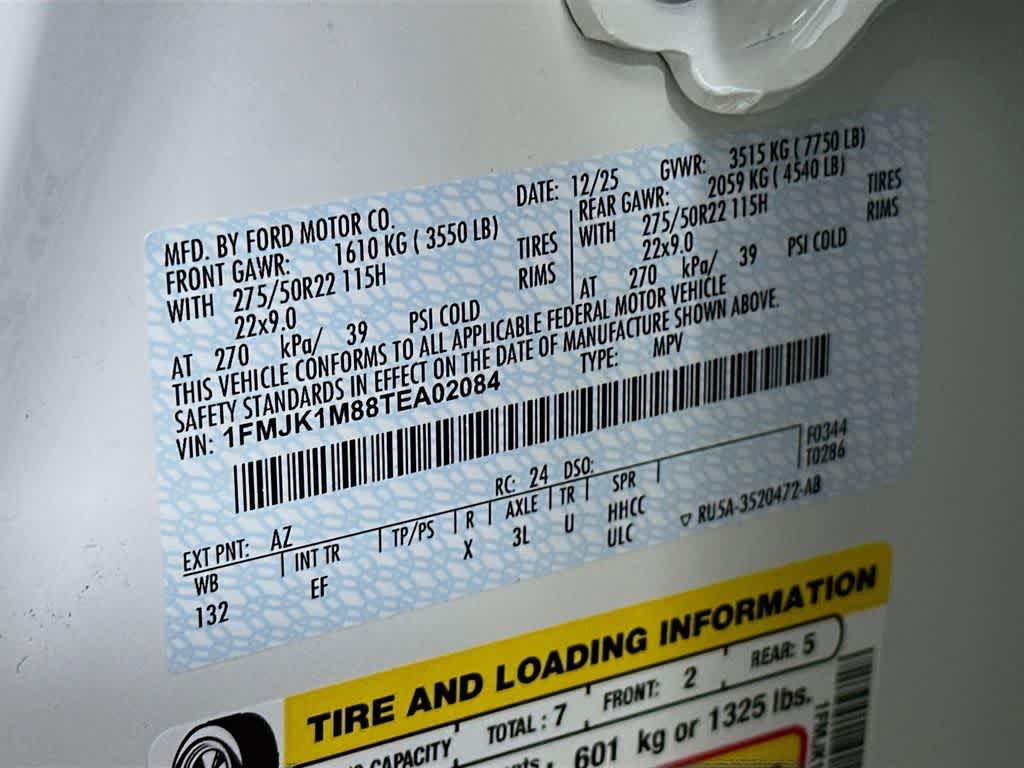 MFD. BY FORD MOTOR CO.
DATE: 12/25 GVWR: 3515 KG ( 7750 LB)
FRONT GAWR: 1610 KG ( 3550 LB)
WITH 275/50R22 115H TIRES
22x9.0 RIMS
AT 270 kPa/ 39 PSI COLD
REAR GAWR: 2059 KG ( 4540 LB)
WITH 275/50R22 115H TIRES
22x9.0 RIMS
AT 270 kPa/ 39 PSI COLD
THIS VEHICLE CONFORMS TO ALL APPLICABLE FEDERAL MOTOR VEHICLE
SAFETY STANDARDS IN EFFECT ON THE DATE OF MANUFACTURE SHOWN ABOVE.
VIN: 1FMJK1M88TEA02084 TYPE: MPV
F0344
T0286
EXT PNT: AZ RC: 24 DSO:
WB INT TR TP/PS R AXLE TR SPR
132 EF X 3L U HHCC
ULC
▽ RU5A-3520472-AB
TIRE AND LOADING INFORMATION
CAPACITY TOTAL : 7 FRONT: 2 REAR: 5
601 kg or 1325 lbs.
1FMJK1